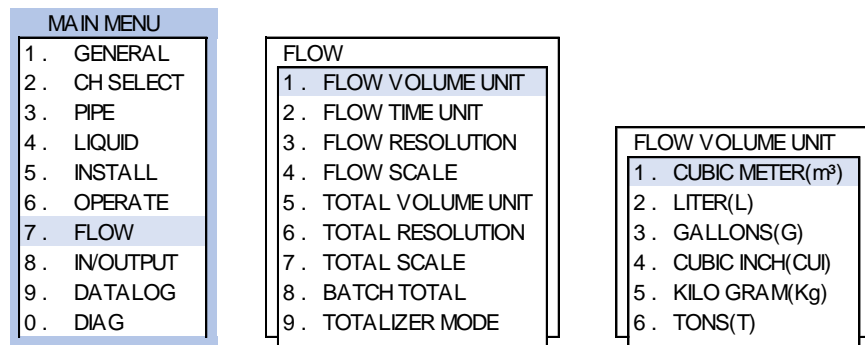 MAIN MENU
1. GENERAL
2. CH SELECT
3. PIPE
4. LIQUID
5. INSTALL
6. OPERATE
7. FLOW
8. IN/OUTPUT
9. DATALOG
0. DIAG
FLOW
1. FLOW VOLUME UNIT
2. FLOW TIME UNIT
3. FLOW RESOLUTION
4. FLOW SCALE
5. TOTAL VOLUME UNIT
6. TOTAL RESOLUTION
7. TOTAL SCALE
8. BATCH TOTAL
9. TOTALIZER MODE
FLOW VOLUME UNIT
1. CUBIC METER(m³)
2. LITER(L)
3. GALLONS(G)
4. CUBIC INCH(CUI)
5. KILO GRAM(Kg)
6. TONS(T)